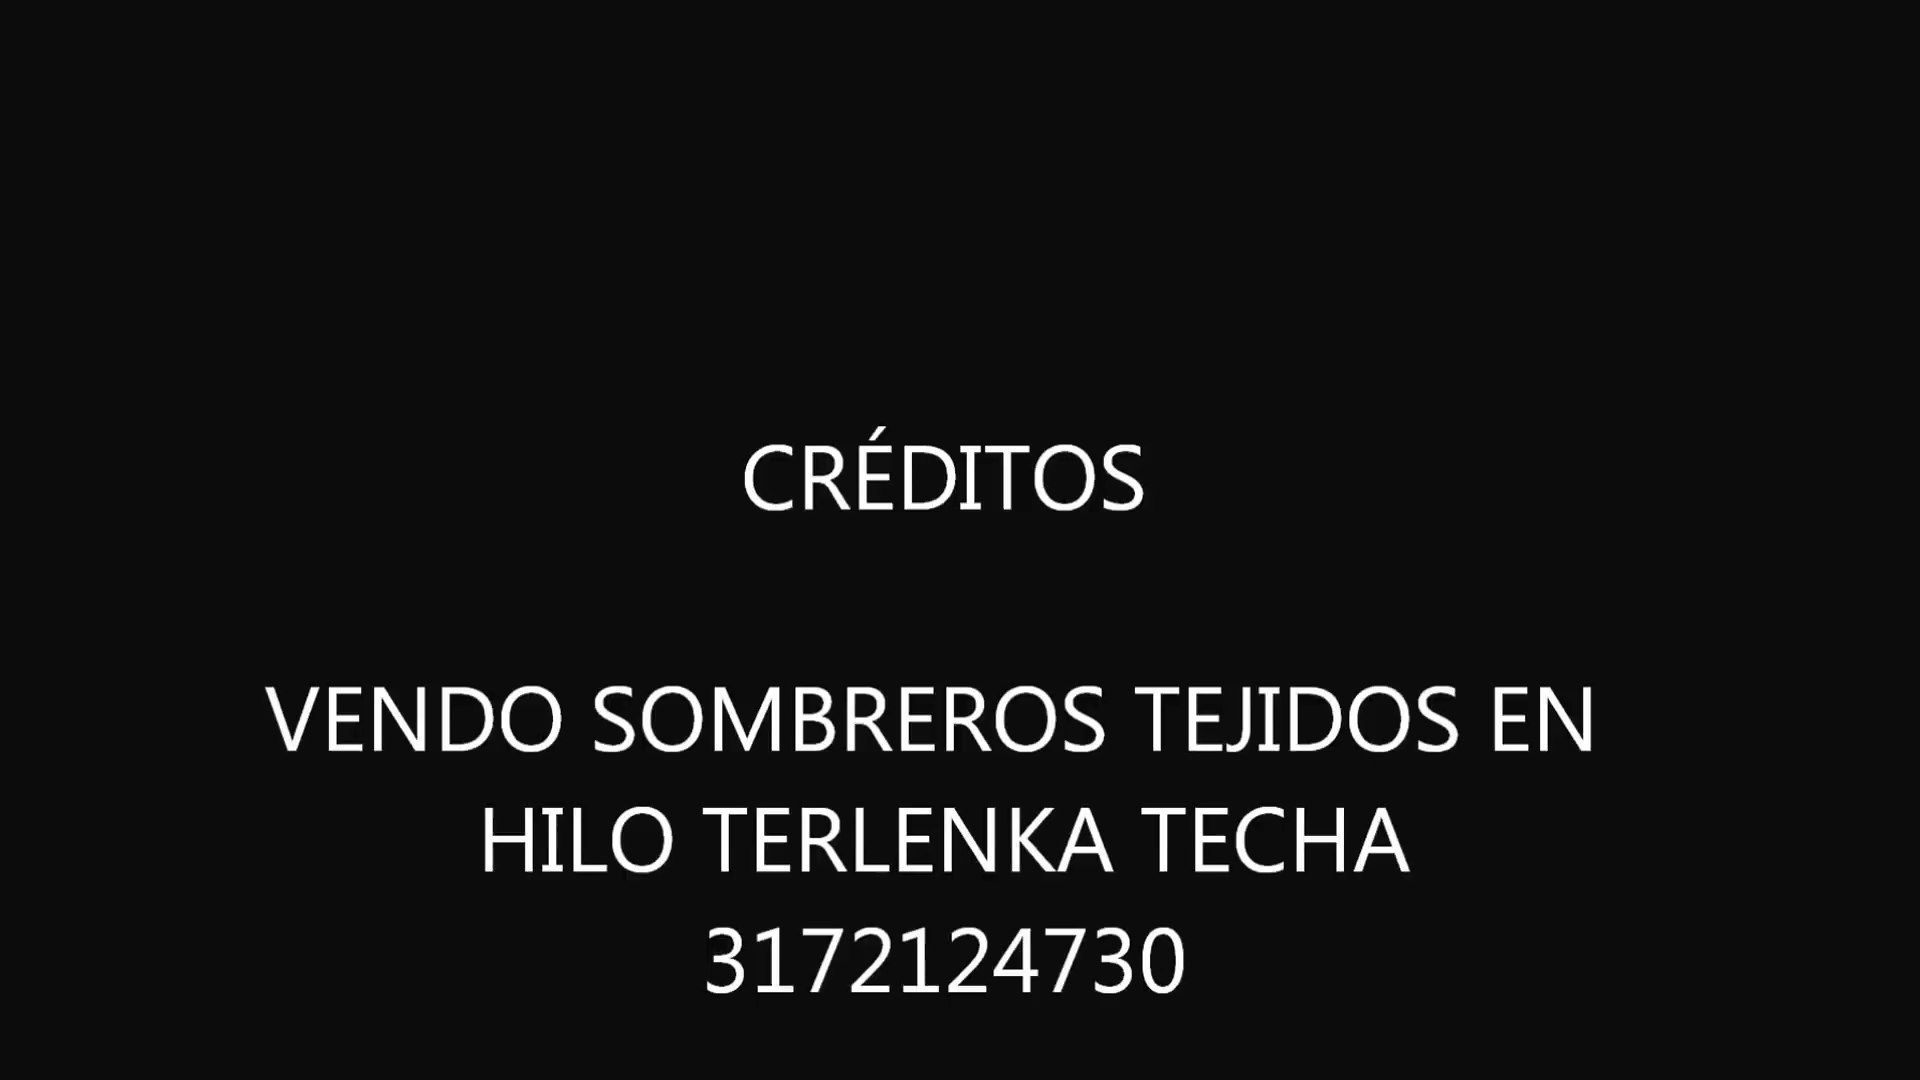 CRÉDITOS
VENDO SOMBREROS TEJIDOS EN
HILO TERLENKA TECHA
3172124730